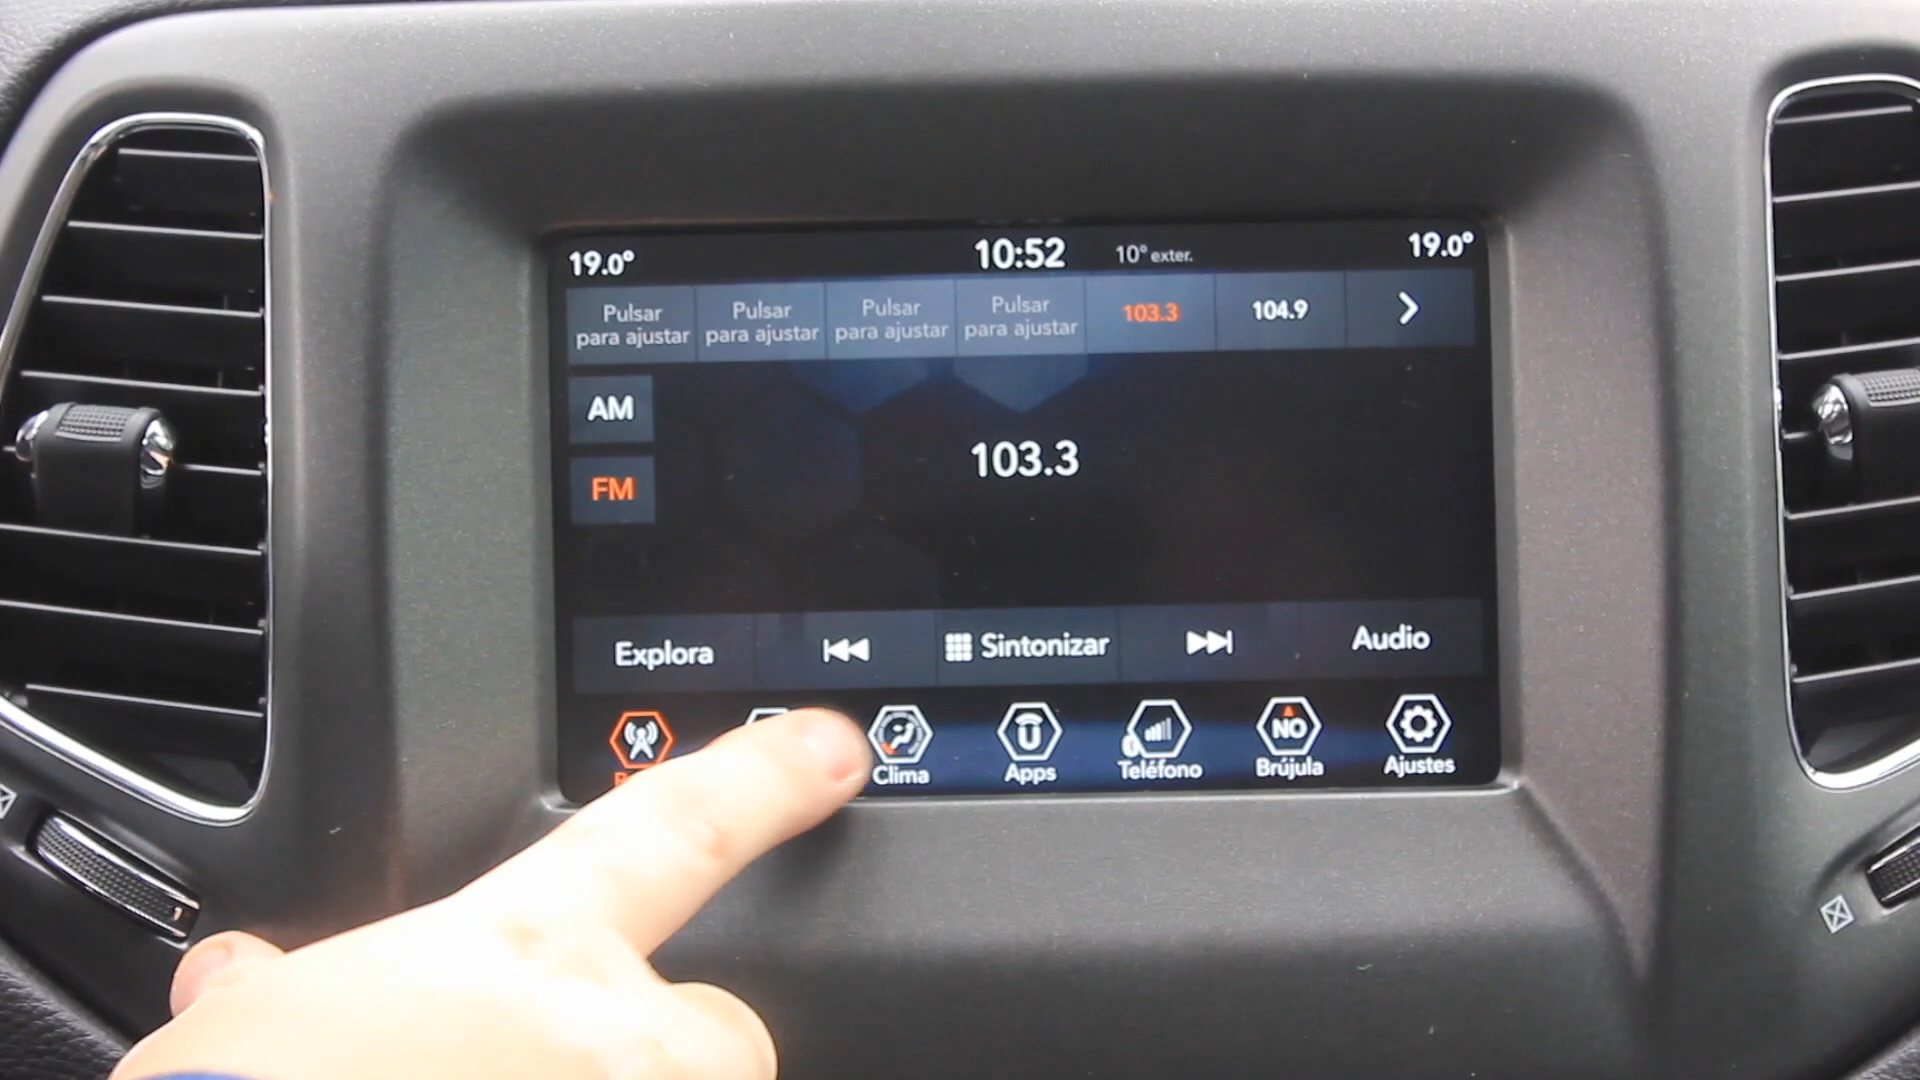 19.0°
10:52
10° exter.
19.0°
Pulsar
para ajustar
Pulsar
para ajustar
Pulsar
para ajustar
Pulsar
para ajustar
103.3
104.9
AM
103.3
FM
Explora
Sintonizar
Audio
NO
Clima
Apps
Teléfono
Brújula
Ajustes